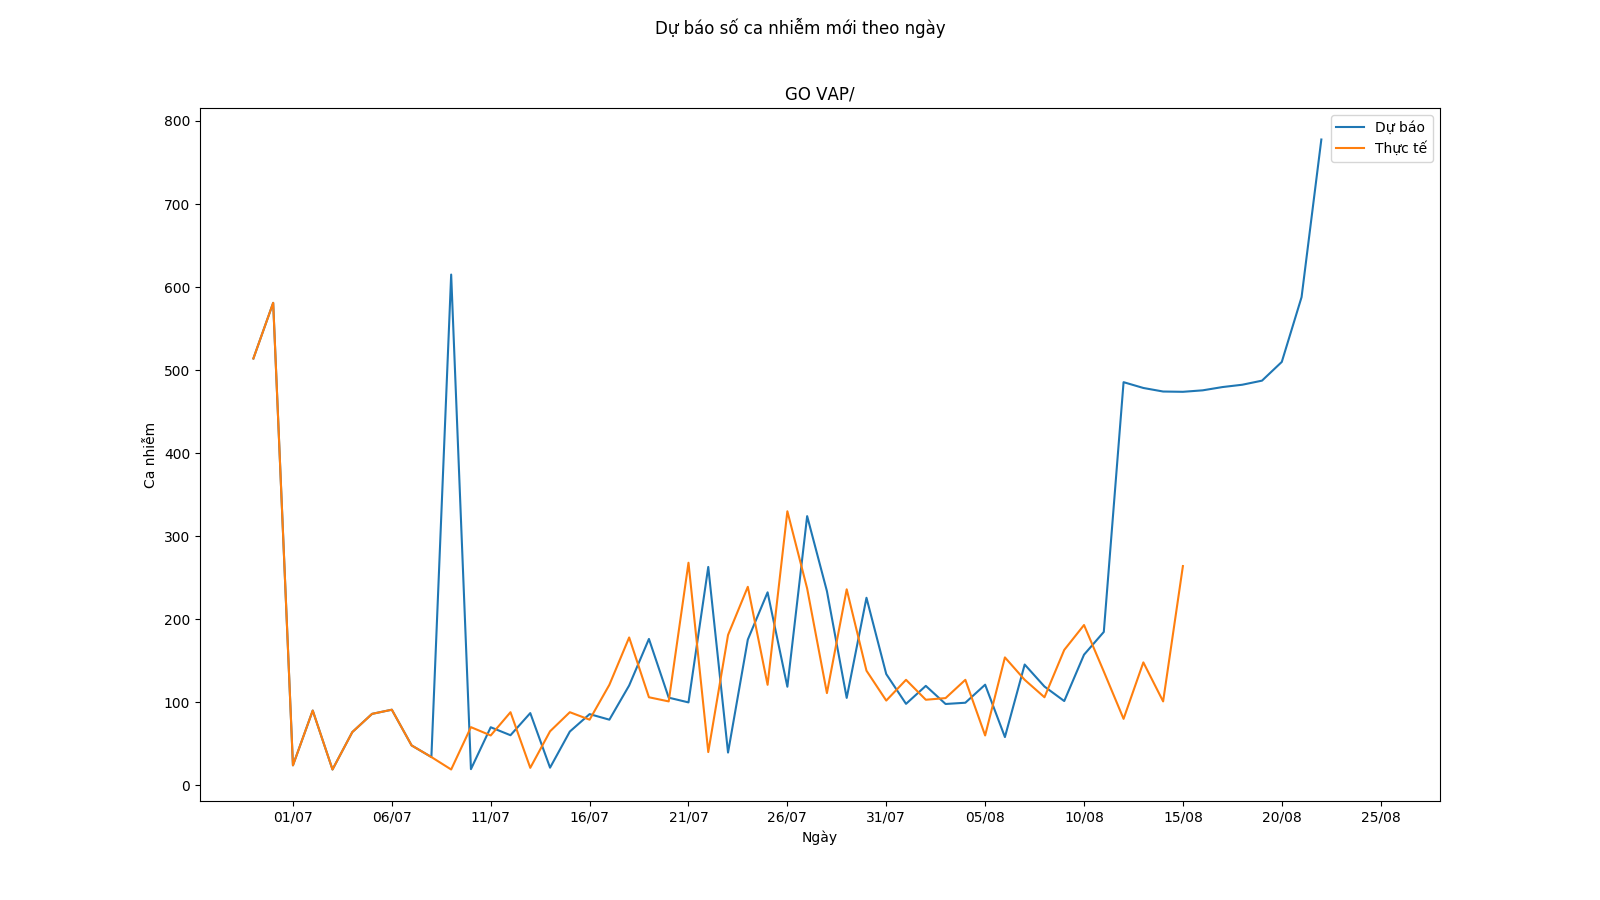 Dự báo số ca nhiễm mới theo ngày
GO VAP/
Dự báo
Thực tế
800
700
600
500
400
300
200
100
0
Ca nhiễm
01/07 06/07 11/07 16/07 21/07 26/07 31/07 05/08 10/08 15/08 20/08 25/08
Ngày